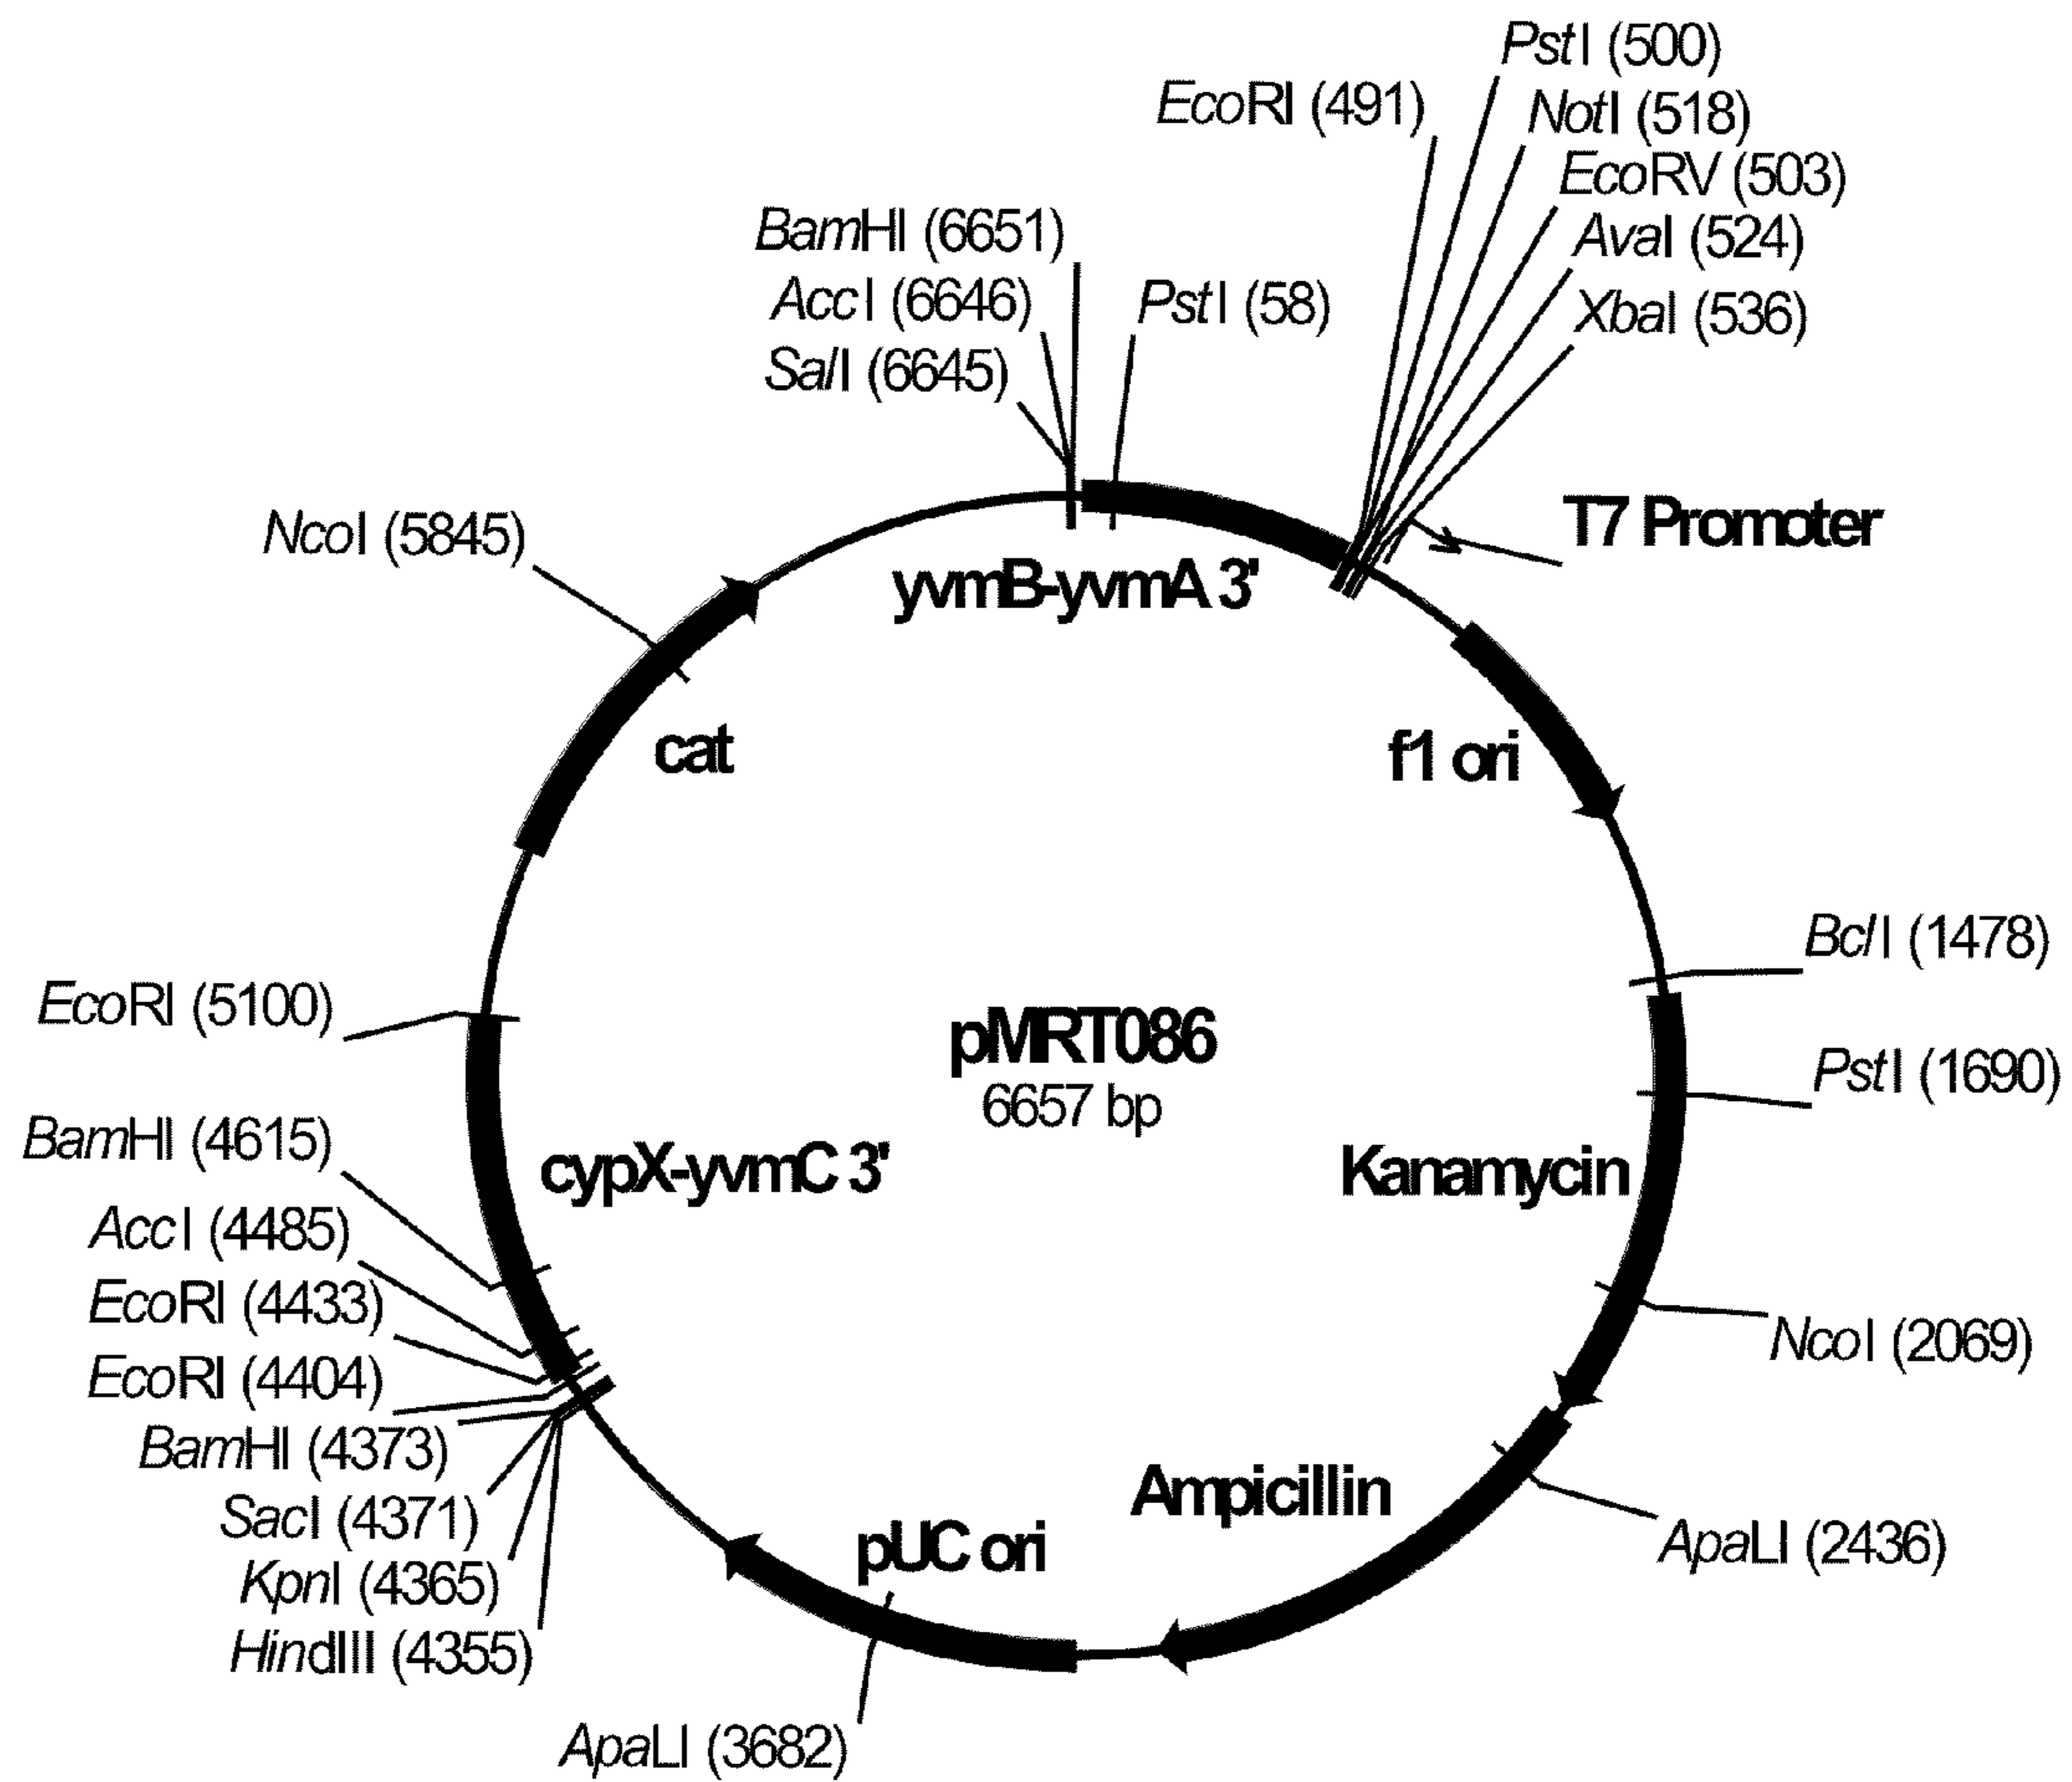 PstI (500)
EcoRI (491)
NotI (518)
EcoRV (503)
AvaI (524)
XbaI (536)
BamHI (6651)
AccI (6646)
SalI (6645)
PstI (58)
T7 Promoter
NcoI (5845)
yvmB-yvmA 3'
cat
f1 ori
BclI (1478)
EcoRI (5100)
pMRT086
6657 bp
PstI (1690)
BamHI (4615)
cypX-yvmC 3'
Kanamycin
AccI (4485)
EcoRI (4433)
NcoI (2069)
EcoRI (4404)
BamHI (4373)
Ampicillin
SacI (4371)
pUC ori
ApaLI (2436)
KpnI (4365)
HindIII (4355)
ApaLI (3682)